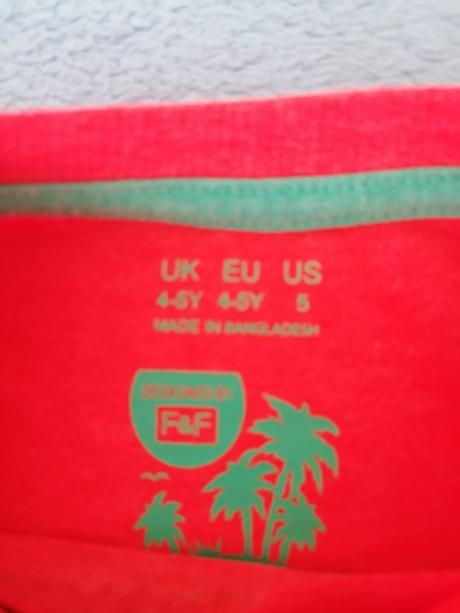 UK EU US
4-5Y 4-5Y 5
MADE IN BANGLADESH
DESIGNED BY
F&F